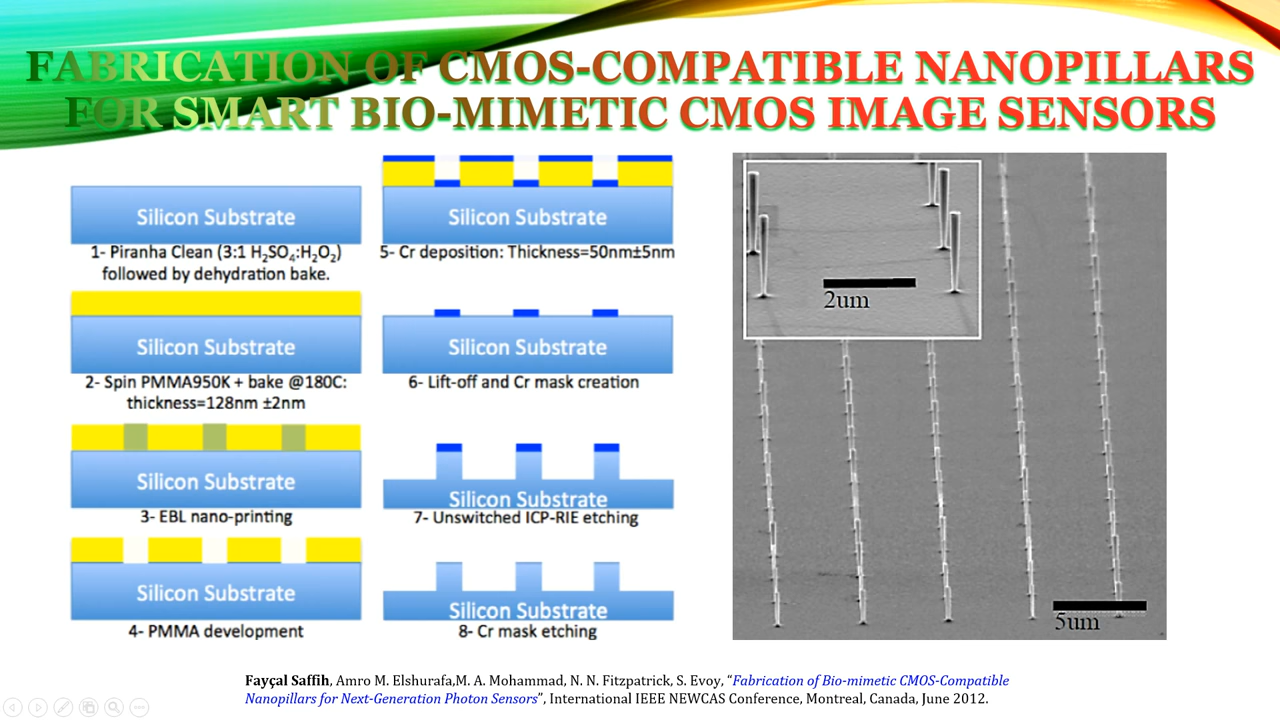 FABRICATION OF CMOS-COMPATIBLE NANOPILLARS
FOR SMART BIO-MIMETIC CMOS IMAGE SENSORS
Silicon Substrate
1- Piranha Clean (3:1 H₂SO₄:H₂O₂)
followed by dehydration bake.
Silicon Substrate
2- Spin PMMA950K + bake @180C:
thickness=128nm ±2nm
Silicon Substrate
3- EBL nano-printing
Silicon Substrate
4- PMMA development
Silicon Substrate
5- Cr deposition: Thickness=50nm±5nm
Silicon Substrate
6- Lift-off and Cr mask creation
Silicon Substrate
7- Unswitched ICP-RIE etching
Silicon Substrate
8- Cr mask etching
2um
5um
Fayçal Saffih, Amro M. Elshurafa,M. A. Mohammad, N. N. Fitzpatrick, S. Evoy, “Fabrication of Bio-mimetic CMOS-Compatible
Nanopillars for Next-Generation Photon Sensors”, International IEEE NEWCAS Conference, Montreal, Canada, June 2012.